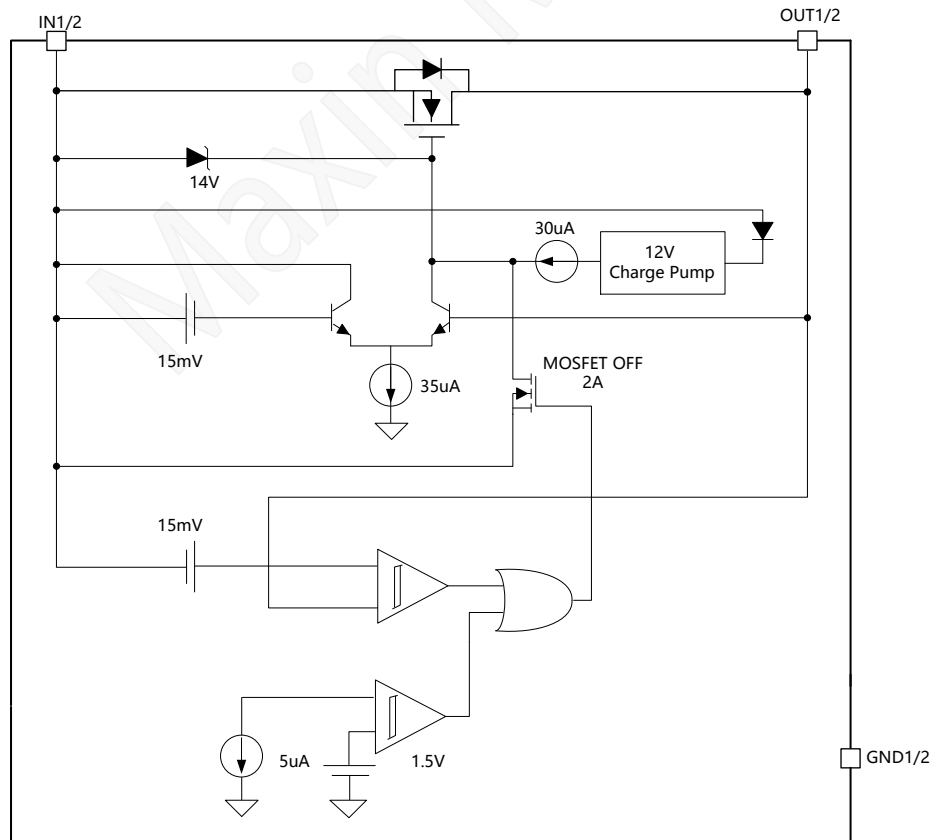 IN1/2
OUT1/2
14V
30uA
12V
Charge Pump
15mV
35uA
MOSFET OFF
2A
15mV
5uA
1.5V
GND1/2
Maxin